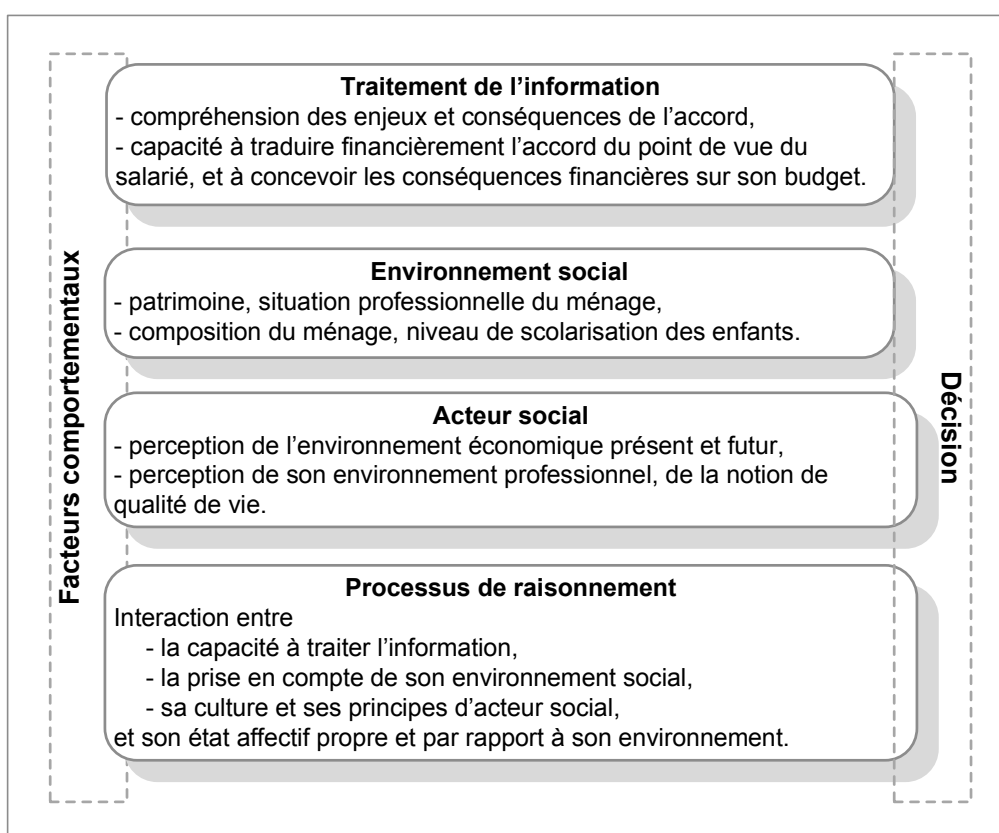 Facteurs comportementaux
Traitement de l’information
- compréhension des enjeux et conséquences de l’accord,
- capacité à traduire financièrement l’accord du point de vue du
salarié, et à concevoir les conséquences financières sur son budget.
Environnement social
- patrimoine, situation professionnelle du ménage,
- composition du ménage, niveau de scolarisation des enfants.
Acteur social
- perception de l’environnement économique présent et futur,
- perception de son environnement professionnel, de la notion de
qualité de vie.
Processus de raisonnement
Interaction entre
- la capacité à traiter l’information,
- la prise en compte de son environnement social,
- sa culture et ses principes d’acteur social,
et son état affectif propre et par rapport à son environnement.
Décision